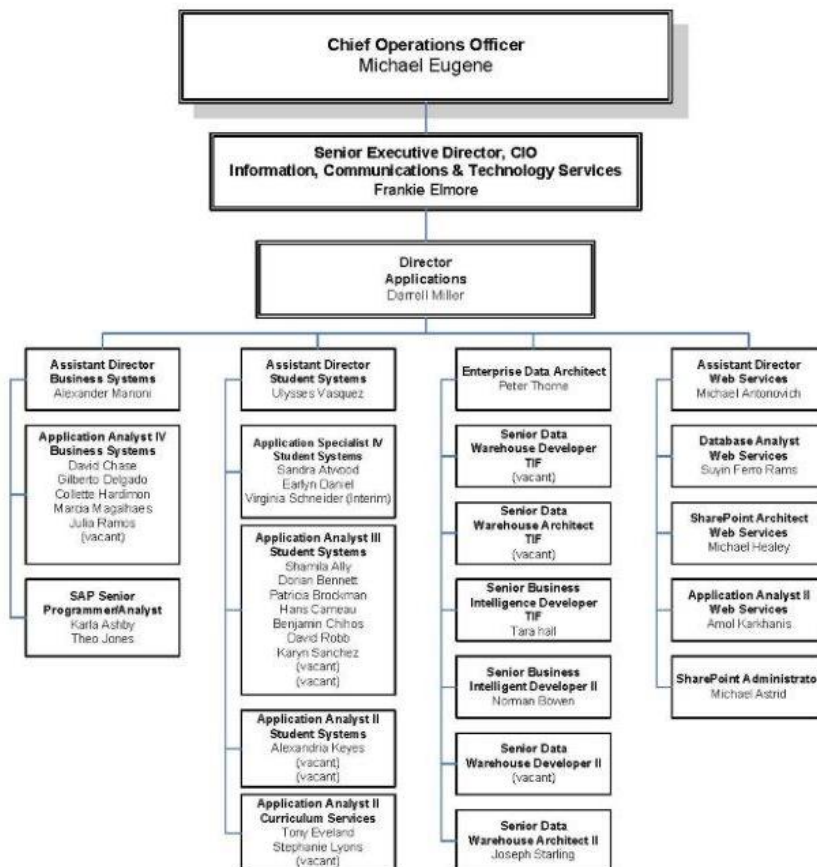 Chief Operations Officer
Michael Eugene
Senior Executive Director, CIO
Information, Communications & Technology Services
Frankie Elmore
Director
Applications
Darrell Miller
Assistant Director
Business Systems
Alexander Manoni
Application Analyst IV
Business Systems
David Chase
Gilberto Delgado
Collette Hardimon
Marcia Magalhaes
Julia Ramos
(vacant)
SAP Senior
Programmer/Analyst
Karla Ashby
Theo Jones
Assistant Director
Student Systems
Ulysses Vasquez
Application Specialist IV
Student Systems
Sandra Atwood
Earlyn Daniel
Virginia Schneider (Interim)
Application Analyst III
Student Systems
Shamila Ally
Dorian Bennett
Patricia Brockman
Hans Carneau
Benjamin Chihos
David Robb
Karyn Sanchez
(vacant)
(vacant)
Application Analyst II
Student Systems
Alexandria Keyes
(vacant)
(vacant)
Application Analyst II
Curriculum Services
Tony Eveland
Stephanie Lyons
(vacant)
Enterprise Data Architect
Peter Thorne
Senior Data
Warehouse Developer
TIF
(vacant)
Senior Data
Warehouse Architect
TIF
(vacant)
Senior Business
Intelligence Developer
TIF
Tara hall
Senior Business
Intelligent Developer II
Norman Bowen
Senior Data
Warehouse Developer II
(vacant)
Senior Data
Warehouse Architect II
Joseph Starling
Assistant Director
Web Services
Michael Antonovich
Database Analyst
Web Services
Suyin Ferro Rams
SharePoint Architect
Web Services
Michael Healey
Application Analyst II
Web Services
Amol Karkhanis
SharePoint Administrato
Michael Astrid